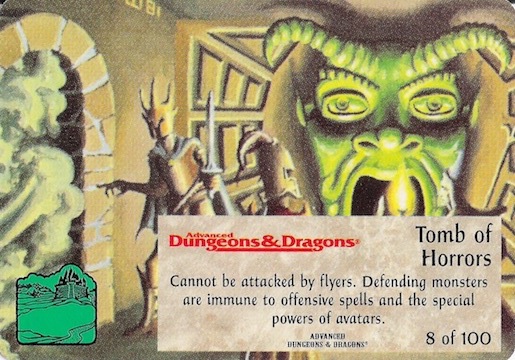 Advanced
Dungeons & Dragons®
Tomb of
Horrors
Cannot be attacked by flyers. Defending monsters
are immune to offensive spells and the special
powers of avatars.
ADVANCED
DUNGEONS & DRAGONS®
8 of 100